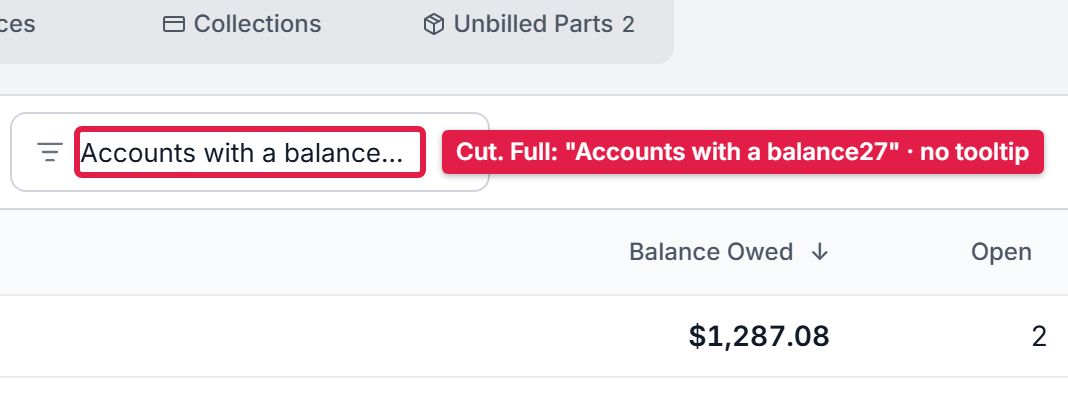 ces
Collections
Unbilled Parts 2
Accounts with a balance...
Cut. Full: "Accounts with a balance27" · no tooltip
Balance Owed ↓
Open
$1,287.08
2